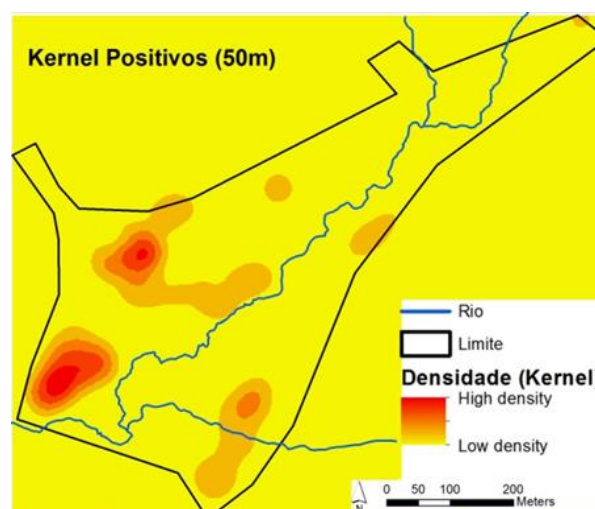 Kernel Positivos (50m)
Rio
Limite
Densidade (Kernel)
High density
Low density
N
0 50 100 200
Meters